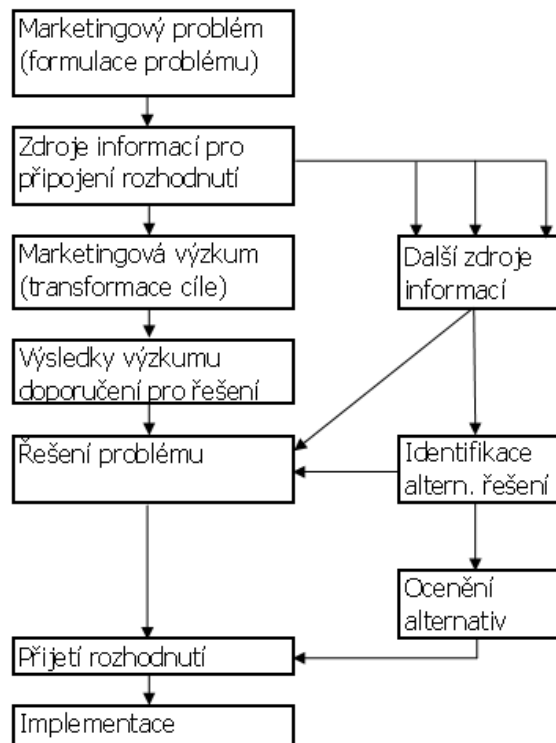 Marketingový problém
(formulace problému)
Zdroje informací pro
připojení rozhodnutí
Marketingová výzkum
(transformace cíle)
Další zdroje
informací
Výsledky výzkumu
doporučení pro řešení
Řešení problému
Identifikace
altern. řešení
Ocenění
alternativ
Přijetí rozhodnutí
Implementace